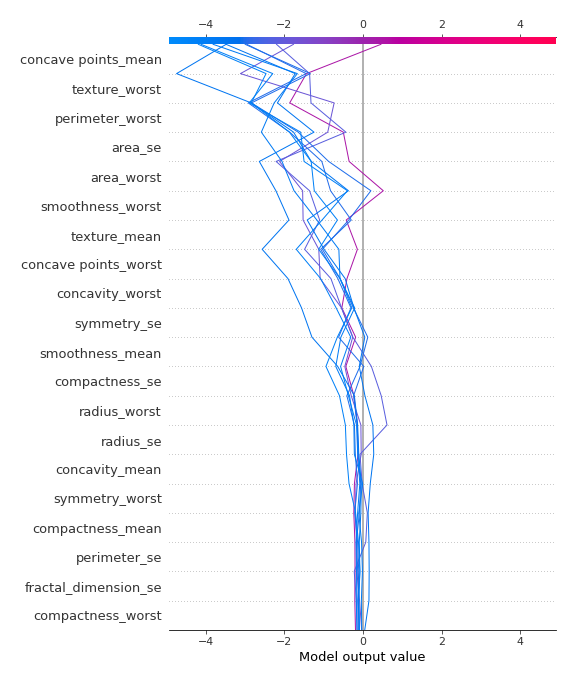 −4 −2 0 2 4
concave points_mean
texture_worst
perimeter_worst
area_se
area_worst
smoothness_worst
texture_mean
concave points_worst
concavity_worst
symmetry_se
smoothness_mean
compactness_se
radius_worst
radius_se
concavity_mean
symmetry_worst
compactness_mean
perimeter_se
fractal_dimension_se
compactness_worst
−4 −2 0 2 4
Model output value